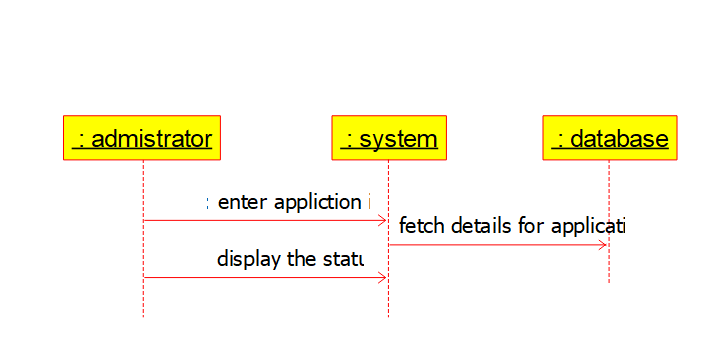 : admistrator
: system
: database
: enter appliction i
fetch details for applicati
display the statu